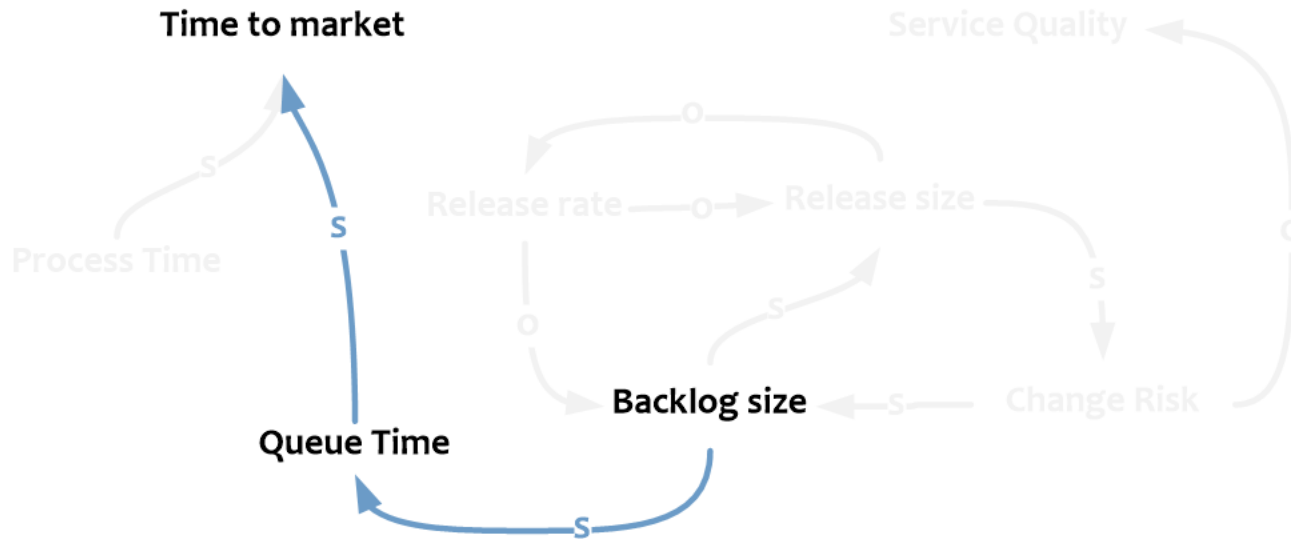 Time to market
Service Quality
O
S
Release rate
O
Release size
S
O
Process Time
S
S
O
Backlog size
S
Change Risk
Queue Time
S